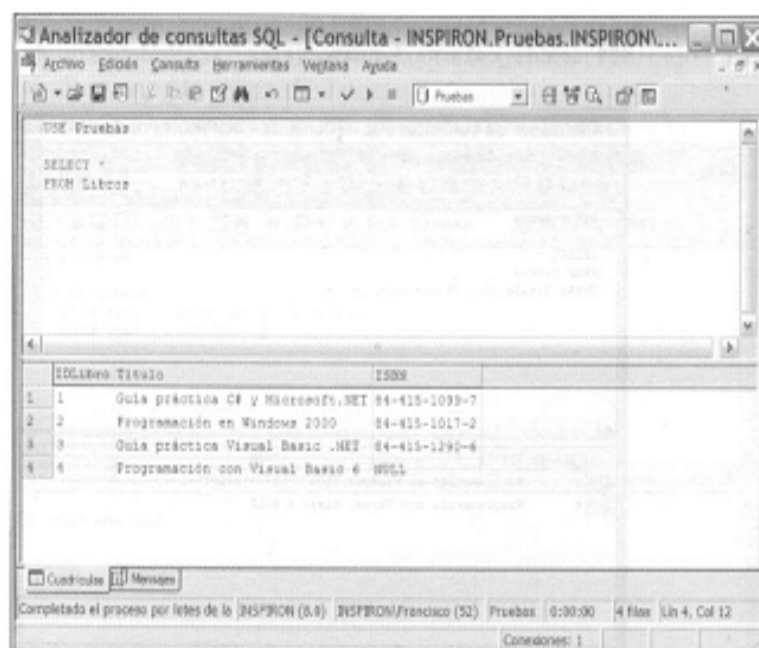 Analizador de consultas SQL - [Consulta - INSPIRON.Pruebas.INSPIRON\...
Archivo Edición Consulta Herramientas Ventana Ayuda
Pruebas
USE Pruebas
SELECT *
FROM Libros
IDLibro Titulo ISBN
1 1 Guía práctica C# y Microsoft.NET 84-415-1099-7
2 2 Programación en Windows 2000 84-415-1017-2
3 3 Guía práctica Visual Basic .NET 84-415-1290-6
4 4 Programación con Visual Basic 6 NULL
Cuadrículas Mensajes
Completado el proceso por lotes de la INSPIRON (8.0) INSPIRON\Francisco (52) Pruebas 0:00:00 4 filas Lin 4, Col 12
Conexiones: 1